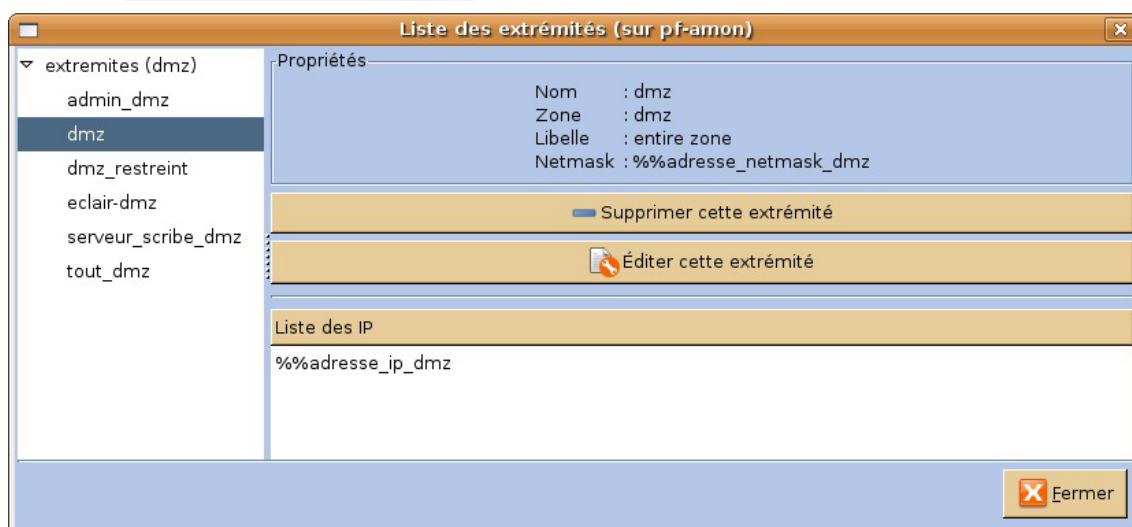 Liste des extrémités (sur pf-amon)
extremites (dmz)
admin_dmz
dmz
dmz_restreint
eclair-dmz
serveur_scribe_dmz
tout_dmz
Propriétés
Nom : dmz
Zone : dmz
Libelle : entire zone
Netmask : %%adresse_netmask_dmz
Supprimer cette extrémité
Éditer cette extrémité
Liste des IP
%%adresse_ip_dmz
Fermer